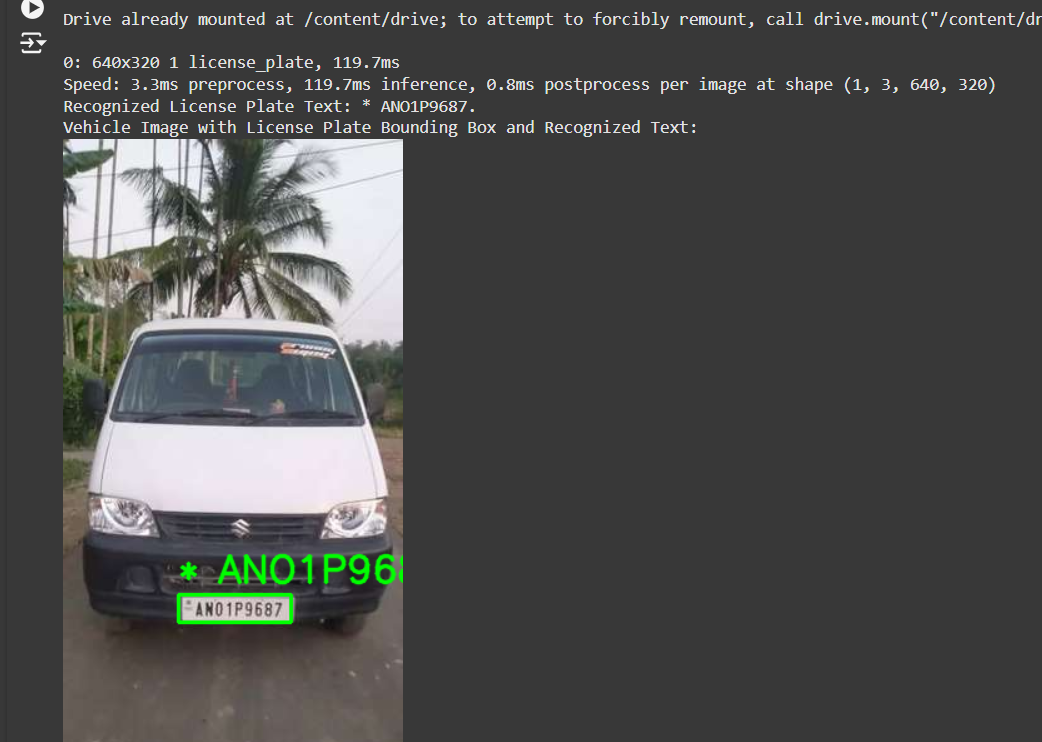 Drive already mounted at /content/drive; to attempt to forcibly remount, call drive.mount("/content/dr
0: 640x320 1 license_plate, 119.7ms
Speed: 3.3ms preprocess, 119.7ms inference, 0.8ms postprocess per image at shape (1, 3, 640, 320)
Recognized License Plate Text: * ANO1P9687.
Vehicle Image with License Plate Bounding Box and Recognized Text:
* ANO1P968
AN01P9687